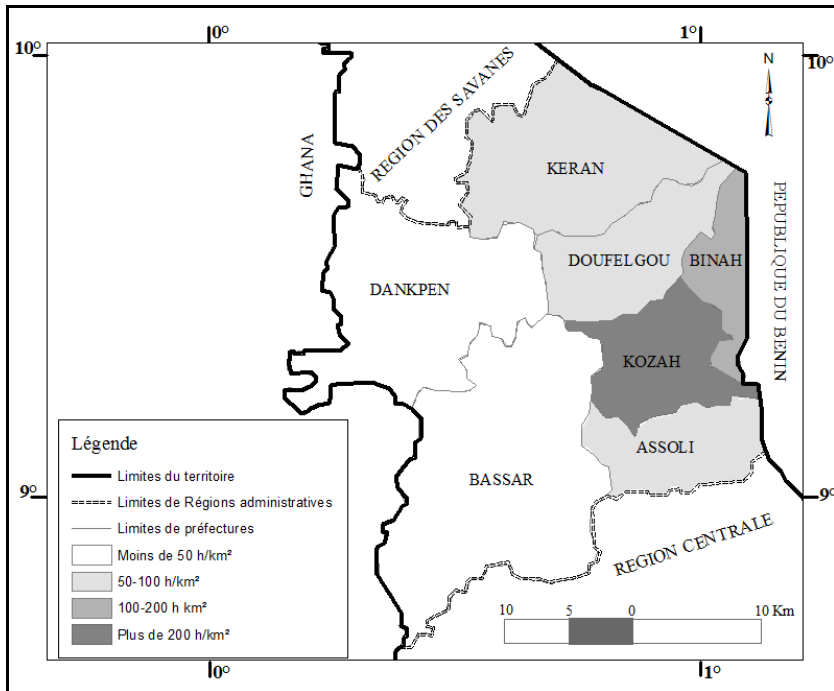 0° 1°
10° 10°
N
REGION DES SAVANES
GHANA
KERAN
PEPUBLIQUE DU BENIN
DOUFELGOU
BINAH
DANKPEN
KOZAH
ASSOLI
BASSAR
9° 9°
REGION CENTRALE
Légende
Limites du territoire
Limites de Régions administratives
Limites de préfectures
Moins de 50 h/km²
50-100 h/km²
100-200 h km²
Plus de 200 h/km²
10 5 0 10 Km
0° 1°